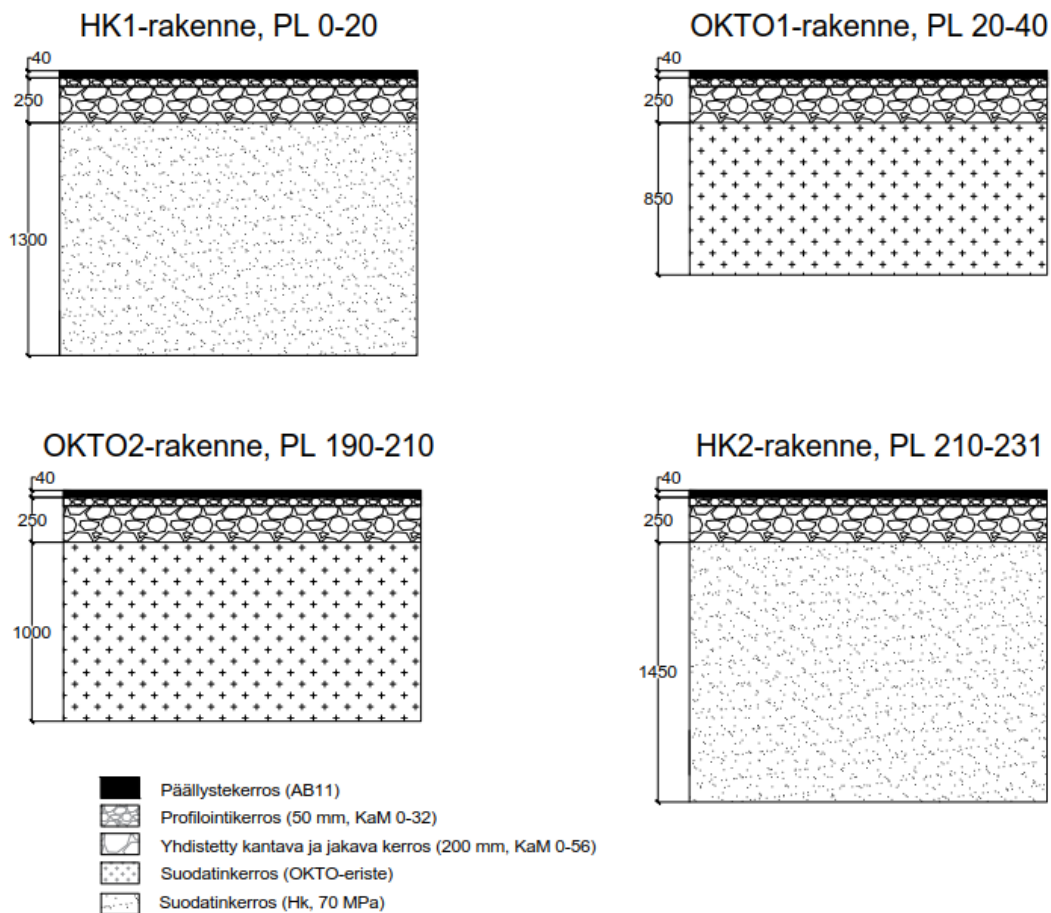 HK1-rakenne, PL 0-20
40
250
1300
OKTO1-rakenne, PL 20-40
40
250
850
OKTO2-rakenne, PL 190-210
40
250
1000
HK2-rakenne, PL 210-231
40
250
1450
Päällystekerros (AB11)
Profilointikerros (50 mm, KaM 0-32)
Yhdistetty kantava ja jakava kerros (200 mm, KaM 0-56)
Suodatinkerros (OKTO-eriste)
Suodatinkerros (Hk, 70 MPa)